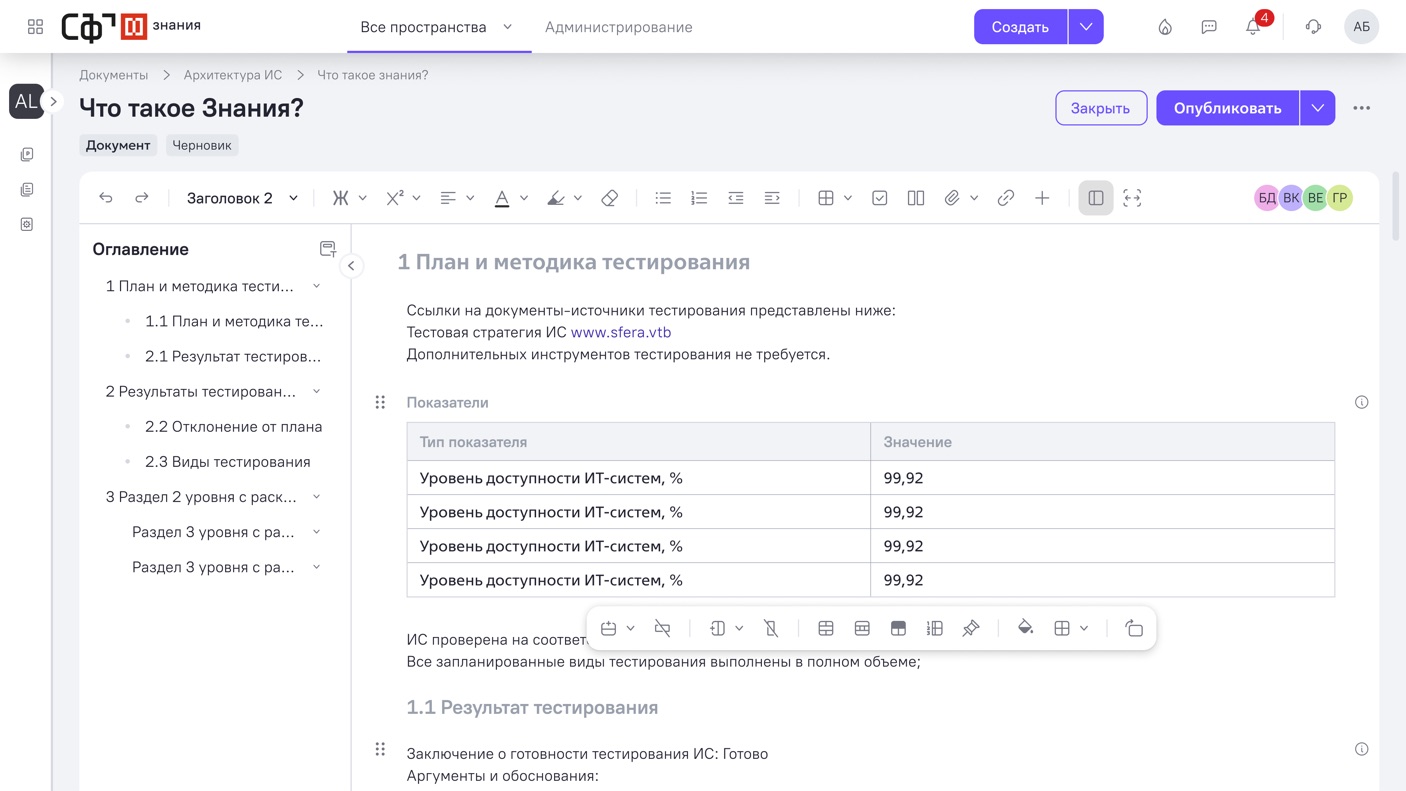 СФ
знания
Все пространства
Администрирование
Создать
4
АБ
AL
Документы
Архитектура ИС
Что такое знания?
Что такое Знания?
Закрыть
Опубликовать
Документ
Черновик
Заголовок 2
Ж
X²
A
БД
ВК
ВЕ
ГР
Оглавление
1 План и методика тести...
1.1 План и методика те...
2.1 Результат тестиров...
2 Результаты тестирован...
2.2 Отклонение от плана
2.3 Виды тестирования
3 Раздел 2 уровня с раск...
Раздел 3 уровня с ра...
Раздел 3 уровня с ра...
1 План и методика тестирования
Ссылки на документы-источники тестирования представлены ниже:
Тестовая стратегия ИС www.sfera.vtb
Дополнительных инструментов тестирования не требуется.
Показатели
Тип показателя Значение
Уровень доступности ИТ-систем, % 99,92
Уровень доступности ИТ-систем, % 99,92
Уровень доступности ИТ-систем, % 99,92
Уровень доступности ИТ-систем, % 99,92
ИС проверена на
Все запланированные виды тестирования выполнены в полном объеме;
1.1 Результат тестирования
Заключение о готовности тестирования ИС: Готово
Аргументы и обоснования: